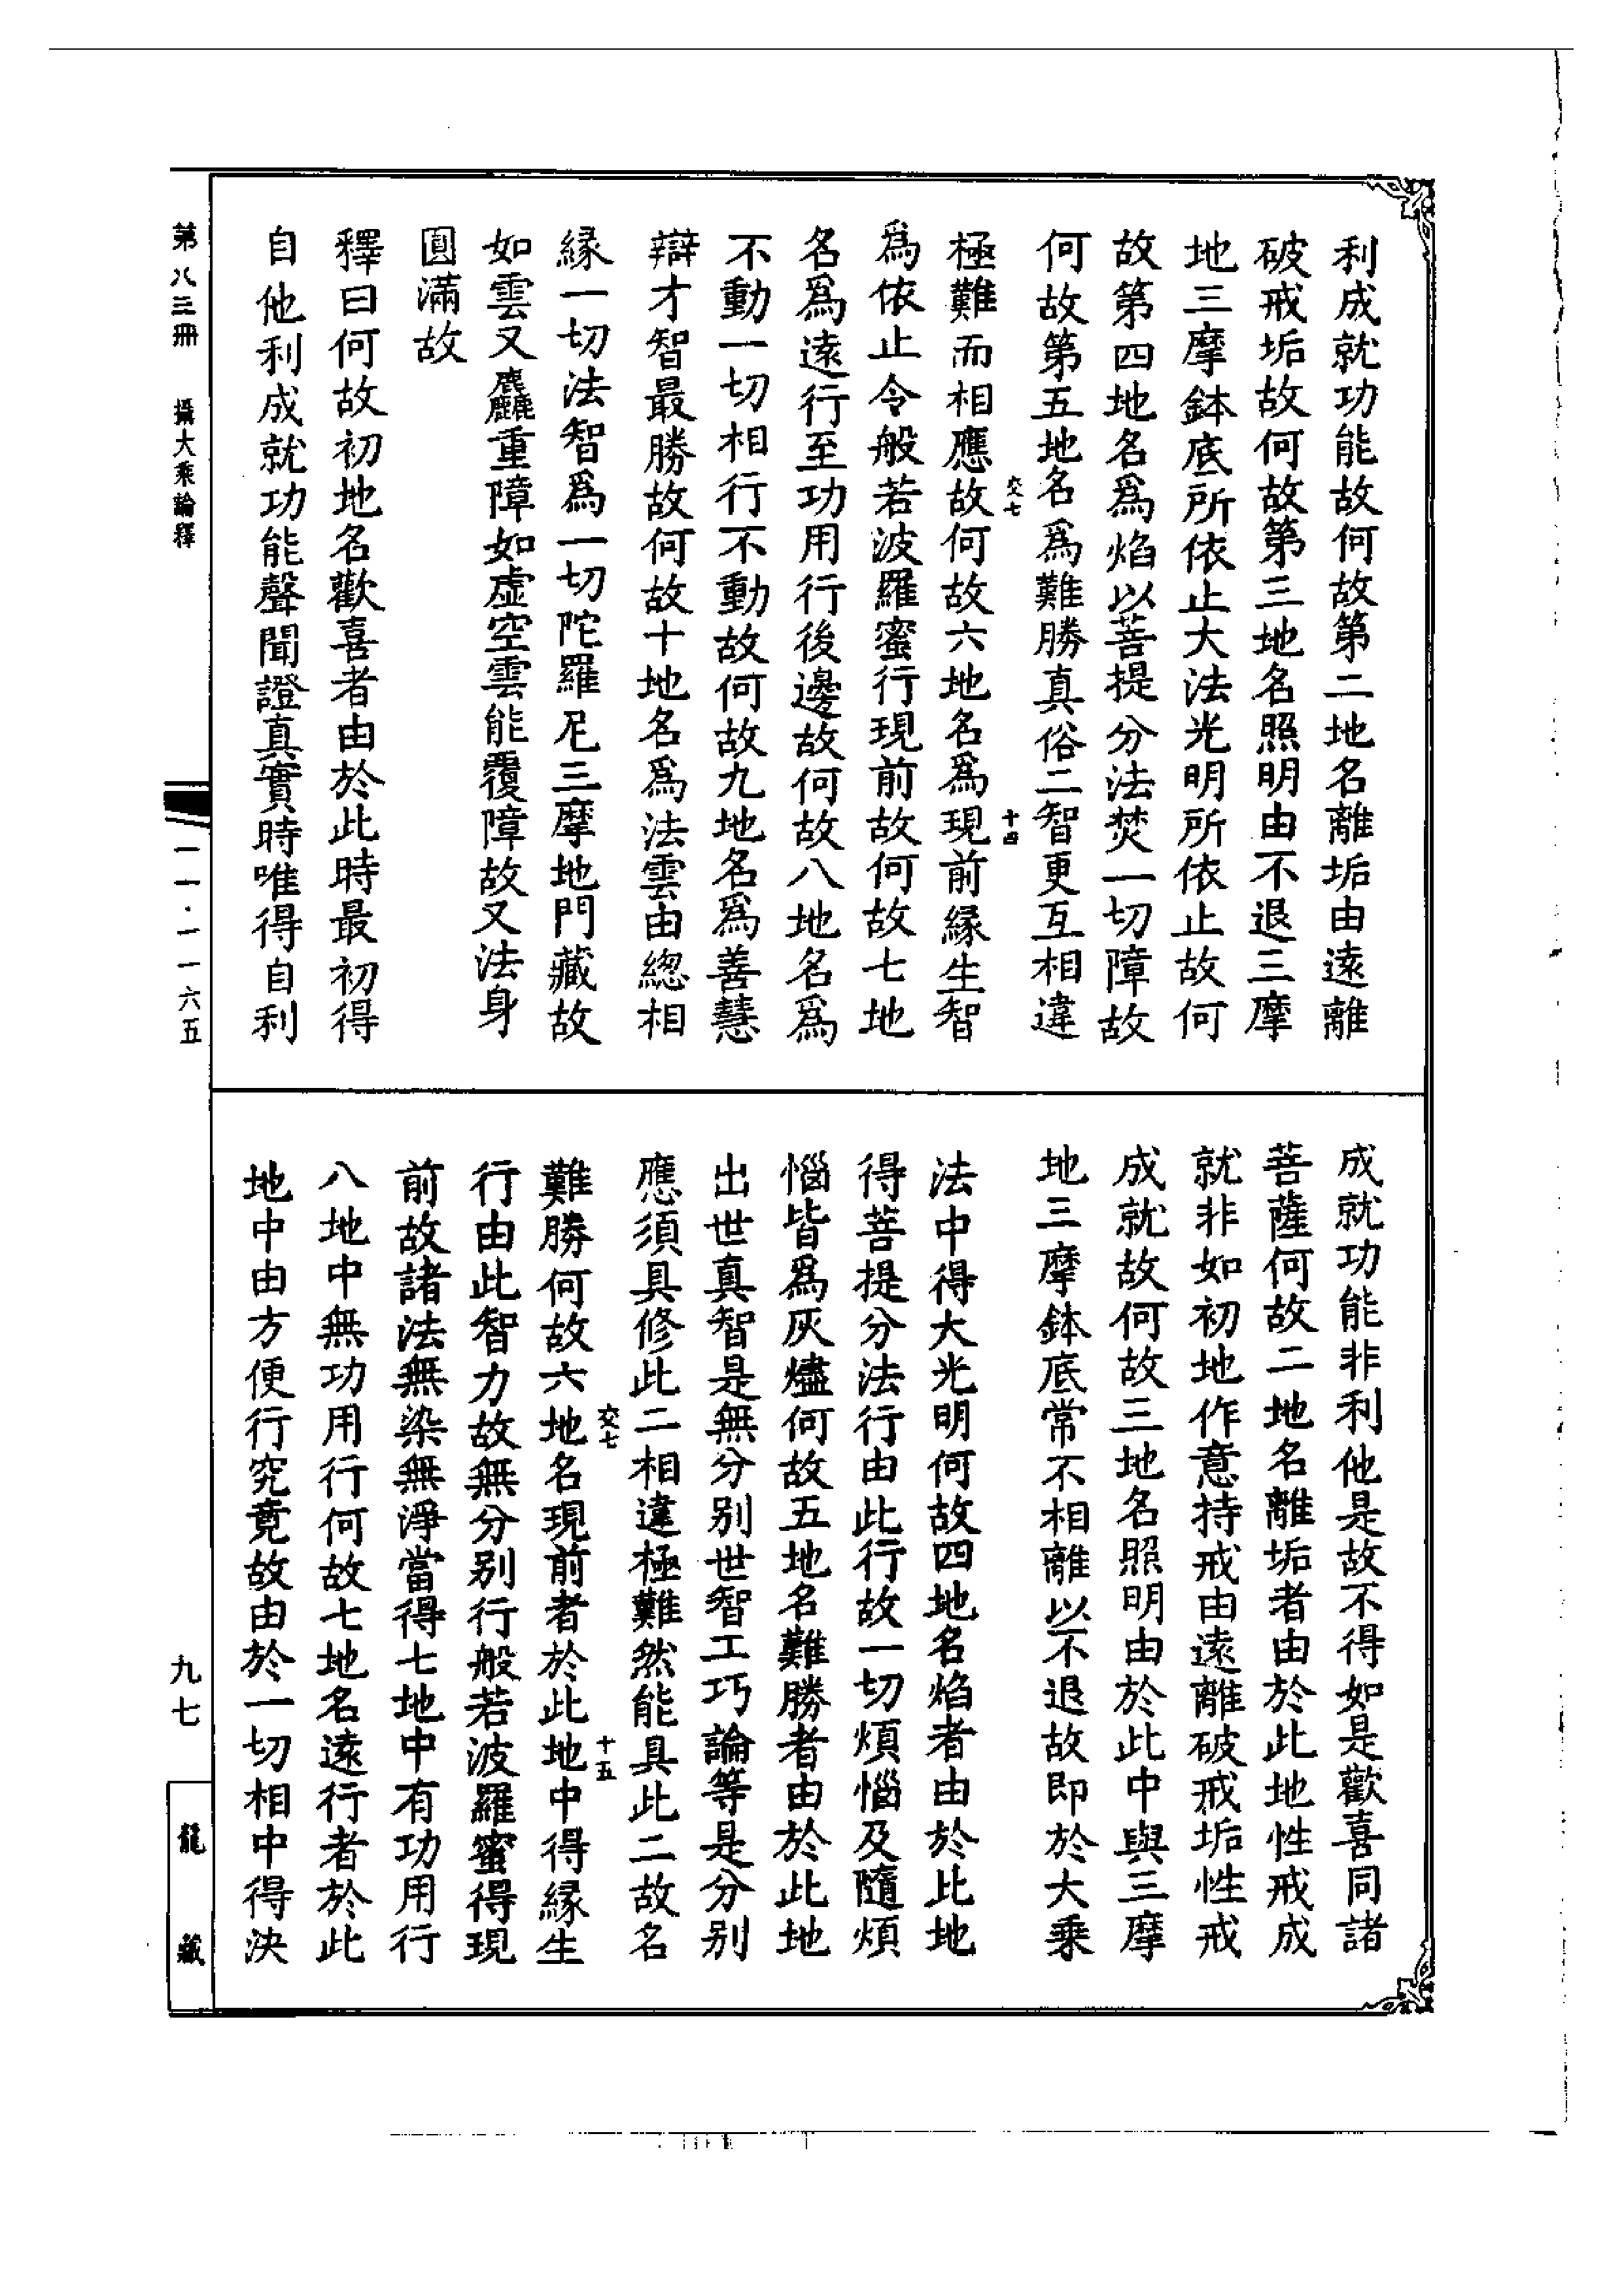 利成就功能故何故第二地名離垢由遠離
破戒垢故何故第三地名照明由不退三摩
地三摩鉢底所依止大法光明所依止故何
故第四地名爲焰以菩提分法焚一切障故
何故第五地名爲難勝真俗二智更互相違
交七
十四
極難而相應故何故六地名爲現前緣生智
爲依止令般若波羅蜜行現前故何故七地
名爲遠行至功用行後邊故何故八地名爲
不動一切相行不動故何故九地名爲善慧
辯才智最勝故何故十地名爲法雲由緫相
緣一切法智爲一切陀羅尼三摩地門藏故
如雲又麤重障如虛空雲能覆障故又法身
圓滿故
釋曰何故初地名歡喜者由於此時最初得
自他利成就功能聲聞證真實時唯得自利
成就功能非利他是故不得如是歡喜同諸
菩薩何故二地名離垢者由於此地性戒成
就非如初地作意持戒由遠離破戒垢性戒
成就故何故三地名照明由於此中與三摩
地三摩鉢底常不相離以不退故即於大乘
法中得大光明何故四地名焰者由於此地
得菩提分法行由此行故一切煩惱及隨煩
惱皆爲灰燼何故五地名難勝者由於此地
出世真智是無分別世智工巧論等是分別
應須具修此二相違極難然能具此二故名
交七
十五
難勝何故六地名現前者於此地中得緣生
行由此智力故無分別行般若波羅蜜得現
前故諸法無染無淨當得七地中有功用行
八地中無功用行何故七地名遠行者於此
地中由方便行究竟故由於一切相中得決
第八三冊 攝大乘論釋
一一·一一六五
九七
龍藏